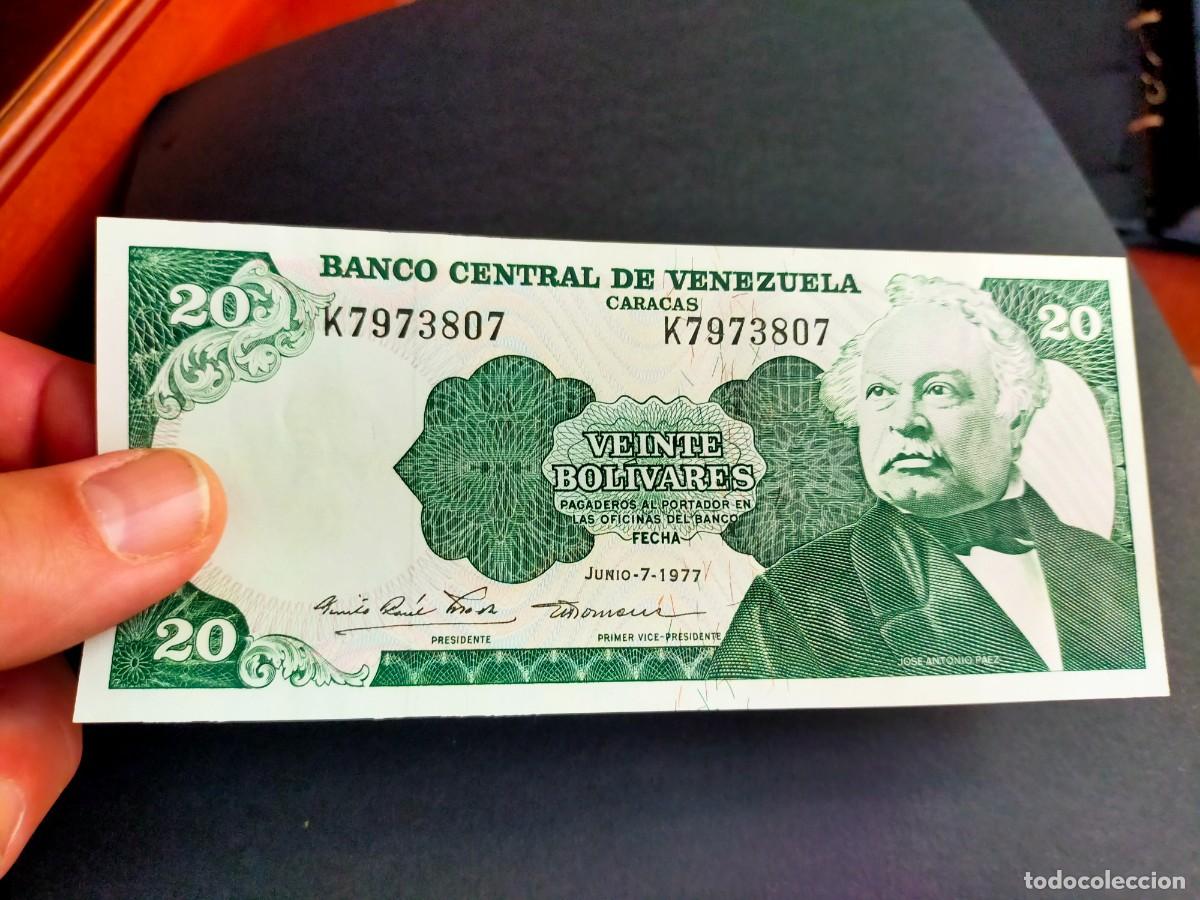 BANCO CENTRAL DE VENEZUELA
CARACAS
20
K7973807
K7973807
20
VEINTE
BOLÍVARES
PAGADEROS AL PORTADOR EN
LAS OFICINAS DEL BANCO
FECHA
JUNIO-7-1977
PRESIDENTE
PRIMER VICE-PRESIDENTE
20
JOSE ANTONIO PAEZ
todocoleccion